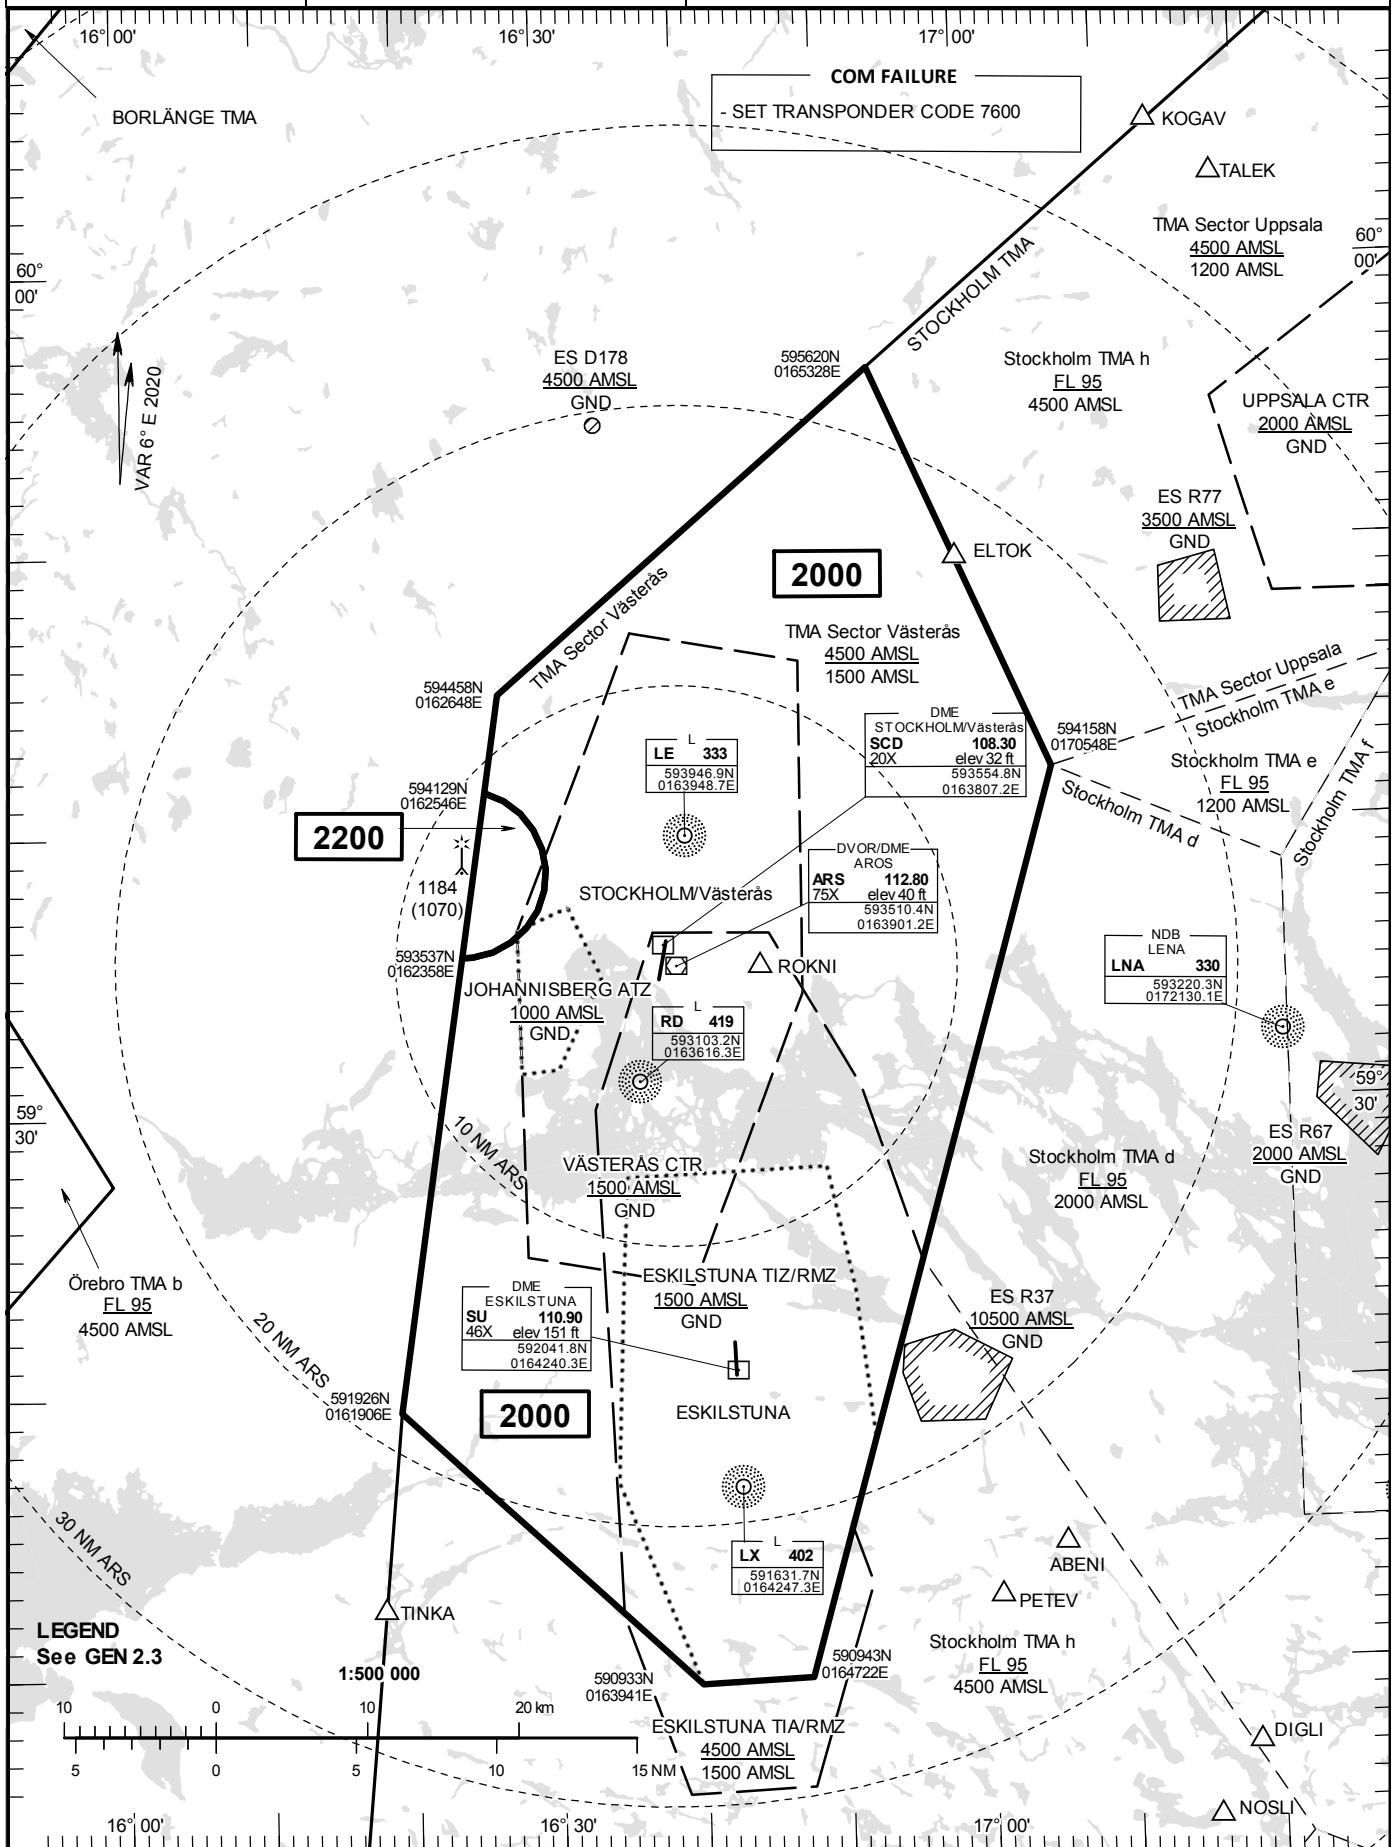 16° 00'
16° 30'
17° 00'
COM FAILURE
- SET TRANSPONDER CODE 7600
BORLÄNGE TMA
KOGAV
TALEK
TMA Sector Uppsala
4500 AMSL
1200 AMSL
60°
00'
60°
00'
STOCKHOLM TMA
VAR 6° E 2020
ES D178
4500 AMSL
GND
595620N
0165328E
Stockholm TMA h
FL 95
4500 AMSL
UPPSALA CTR
2000 AMSL
GND
ES R77
3500 AMSL
GND
ELTOK
2000
TMA Sector Västerås
TMA Sector Västerås
4500 AMSL
1500 AMSL
594458N
0162648E
TMA Sector Uppsala
Stockholm TMA e
594158N
0170548E
DME
STOCKHOLM/Västerås
SCD 108.30
20X elev 32 ft
593554.8N
0163807.2E
L
LE 333
593946.9N
0163948.7E
Stockholm TMA e
FL 95
1200 AMSL
Stockholm TMA d
Stockholm TMA f
594129N
0162546E
2200
1184
(1070)
DVOR/DME
AROS
ARS 112.80
75X elev 40 ft
593510.4N
0163901.2E
STOCKHOLM/Västerås
593537N
0162358E
ROKNI
NDB
LENA
LNA 330
593220.3N
0172130.1E
JOHANNISBERG ATZ
1000 AMSL
GND
L
RD 419
593103.2N
0163616.3E
59°
30'
59°
30'
10 NM ARS
ES R67
2000 AMSL
GND
VÄSTERÅS CTR
1500 AMSL
GND
Stockholm TMA d
FL 95
2000 AMSL
Örebro TMA b
FL 95
4500 AMSL
20 NM ARS
ESKILSTUNA TIZ/RMZ
1500 AMSL
GND
DME
ESKILSTUNA
SU 110.90
46X elev 151 ft
592041.8N
0164240.3E
ES R37
10500 AMSL
GND
591926N
0161906E
2000
ESKILSTUNA
30 NM ARS
L
LX 402
591631.7N
0164247.3E
ABENI
PETEV
TINKA
LEGEND
See GEN 2.3
1:500 000
Stockholm TMA h
FL 95
4500 AMSL
590933N
0163941E
590943N
0164722E
10 0 10 20 km
5 0 5 10 15 NM
ESKILSTUNA TIA/RMZ
4500 AMSL
1500 AMSL
DIGLI
NOSLI
16° 00'
16° 30'
17° 00'